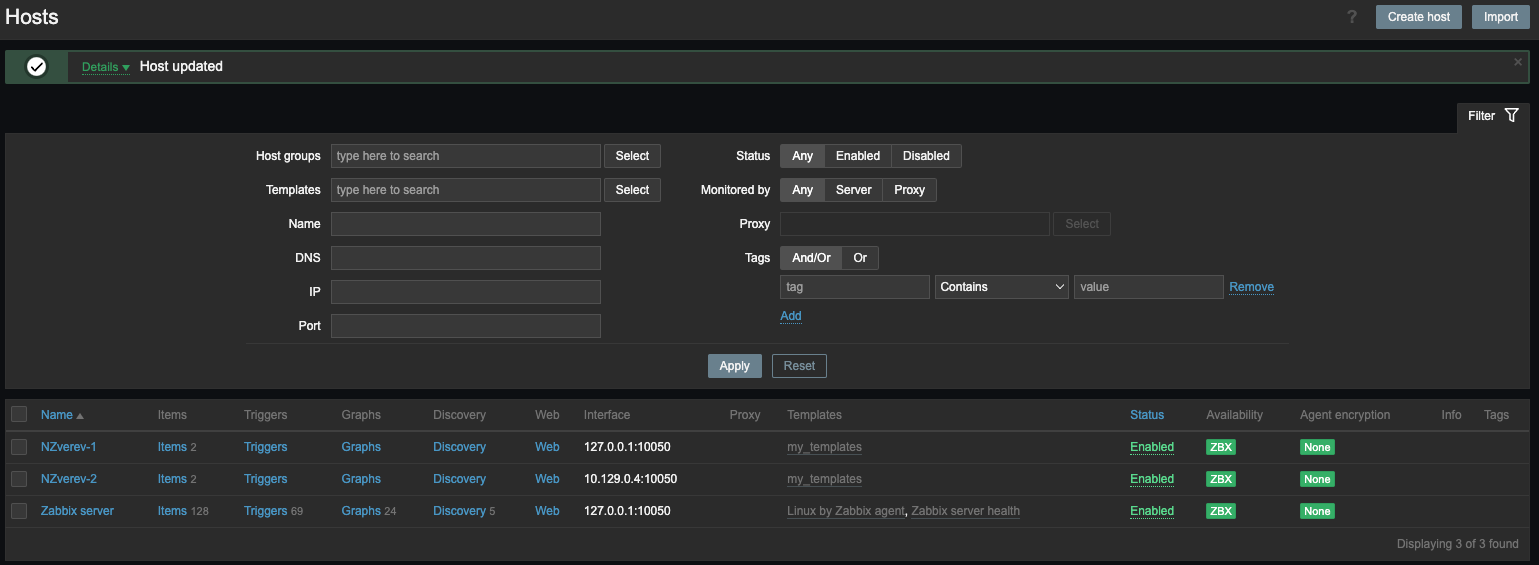 Hosts ? Create host Import
Details Host updated ×
Filter
Host groups type here to search Select Status Any Enabled Disabled
Templates type here to search Select Monitored by Any Server Proxy
Name Proxy Select
DNS Tags And/Or Or
IP tag Contains value Remove
Add
Port
Apply Reset
Name Items Triggers Graphs Discovery Web Interface Proxy Templates Status Availability Agent encryption Info Tags
NZverev-1 Items 2 Triggers Graphs Discovery Web 127.0.0.1:10050 my_templates Enabled ZBX None
NZverev-2 Items 2 Triggers Graphs Discovery Web 10.129.0.4:10050 my_templates Enabled ZBX None
Zabbix server Items 128 Triggers 69 Graphs 24 Discovery 5 Web 127.0.0.1:10050 Linux by Zabbix agent, Zabbix server health Enabled ZBX None
Displaying 3 of 3 found